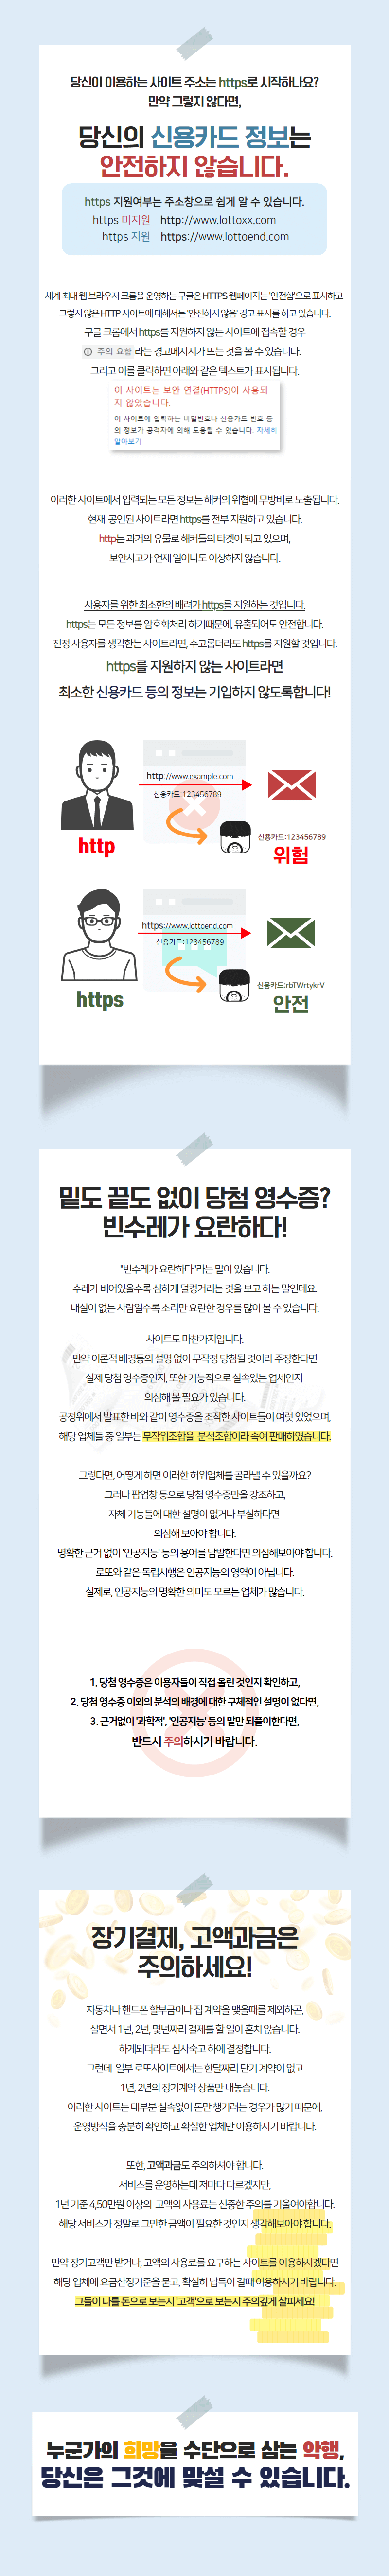 당신이 이용하는 사이트 주소는 https로 시작하나요?
만약 그렇지 않다면,
당신의 신용카드 정보는
안전하지 않습니다.
https 지원여부는 주소창으로 쉽게 알 수 있습니다.
https 미지원 http://www.lottoxx.com
https 지원 https://www.lottoend.com
세계 최대 웹 브라우저 크롬을 운영하는 구글은 HTTPS 웹페이지는 '안전함'으로 표시하고
그렇지 않은 HTTP 사이트에 대해서는 '안전하지 않음' 경고 표시를 하고 있습니다.
구글 크롬에서 https를 지원하지 않는 사이트에 접속할 경우
주의 요함 라는 경고메시지가 뜨는 것을 볼 수 있습니다.
그리고 이를 클릭하면 아래와 같은 텍스트가 표시됩니다.
이 사이트는 보안 연결(HTTPS)이 사용되
지 않았습니다.
이 사이트에 입력하는 비밀번호나 신용카드 번호 등
의 정보가 공격자에 의해 도용될 수 있습니다. 자세히
알아보기
이러한 사이트에서 입력되는 모든 정보는 해커의 위협에 무방비로 노출됩니다.
현재 공인된 사이트라면 https를 전부 지원하고 있습니다.
http는 과거의 유물로 해커들의 타겟이 되고 있으며,
보안사고가 언제 일어나도 이상하지 않습니다.
사용자를 위한 최소한의 배려가 https를 지원하는 것입니다.
https는 모든 정보를 암호화처리 하기때문에, 유출되어도 안전합니다.
진정 사용자를 생각한는 사이트라면, 수고롭더라도 https를 지원할 것입니다.
https를 지원하지 않는 사이트라면
최소한 신용카드 등의 정보는 기입하지 않도록합니다!
http://www.example.com
신용카드:123456789
http
신용카드:123456789
위험
https://www.lottoend.com
신용카드:123456789
https
신용카드:rbTWrtykrV
안전
밑도 끝도 없이 당첨 영수증?
빈수레가 요란하다!
"빈수레가 요란하다"라는 말이 있습니다.
수레가 비어있을수록 심하게 덜컹거리는 것을 보고 하는 말인데요.
내실이 없는 사람일수록 소리만 요란한 경우를 많이 볼 수 있습니다.
사이트도 마찬가지입니다.
만약 이론적 배경등의 설명 없이 무작정 당첨될 것이라 주장한다면
실제 당첨 영수증인지, 또한 기능적으로 실속있는 업체인지
의심해 볼 필요가 있습니다.
공정위에서 발표한 바와 같이 영수증을 조작한 사이트들이 여럿 있었으며,
해당 업체들 중 일부는 무작위조합을 분석조합이라 속여 판매하였습니다.
그렇다면, 어떻게 하면 이러한 허위업체를 골라낼 수 있을까요?
그러나 팝업창 등으로 당첨 영수증만을 강조하고,
자체 기능들에 대한 설명이 없거나 부실하다면
의심해 보아야 합니다.
명확한 근거 없이 '인공지능' 등의 용어를 남발한다면 의심해보아야 합니다.
로또와 같은 독립시행은 인공지능의 영역이 아닙니다.
실제로, 인공지능의 명확한 의미도 모르는 업체가 많습니다.
1. 당첨 영수증은 이용자들이 직접 올린 것인지 확인하고,
2. 당첨 영수증 이외의 분석의 배경에 대한 구체적인 설명이 없다면,
3. 근거없이 '과학적', '인공지능' 등의 말만 되풀이한다면,
반드시 주의하시기 바랍니다.
장기결제, 고액과금은
주의하세요!
자동차나 핸드폰 할부금이나 집 계약을 맺을때를 제외하곤,
살면서 1년, 2년, 몇년짜리 결제를 할 일이 흔치 않습니다.
하게되더라도 심사숙고 하에 결정합니다.
그런데 일부 로또사이트에서는 한달짜리 단기 계약이 없고
1년, 2년의 장기계약 상품만 내놓습니다.
이러한 사이트는 대부분 실속없이 돈만 챙기려는 경우가 많기 때문에,
운영방식을 충분히 확인하고 확실한 업체만 이용하시기 바랍니다.
또한, 고액과금도 주의하셔야 합니다.
서비스를 운영하는데 저마다 다르겠지만,
1년 기준 4,50만원 이상의 고액의 사용료는 신중한 주의를 기울여야합니다.
해당 서비스가 정말로 그만한 금액이 필요한 것인지 생각해보아야 합니다.
만약 장기고객만 받거나, 고액의 사용료를 요구하는 사이트를 이용하시겠다면
해당 업체에 요금산정기준을 묻고, 확실히 납득이 갈때 이용하시기 바랍니다.
그들이 나를 돈으로 보는지 '고객'으로 보는지 주의깊게 살피세요!
누군가의 희망을 수단으로 삼는 악행,
당신은 그것에 맞설 수 있습니다.